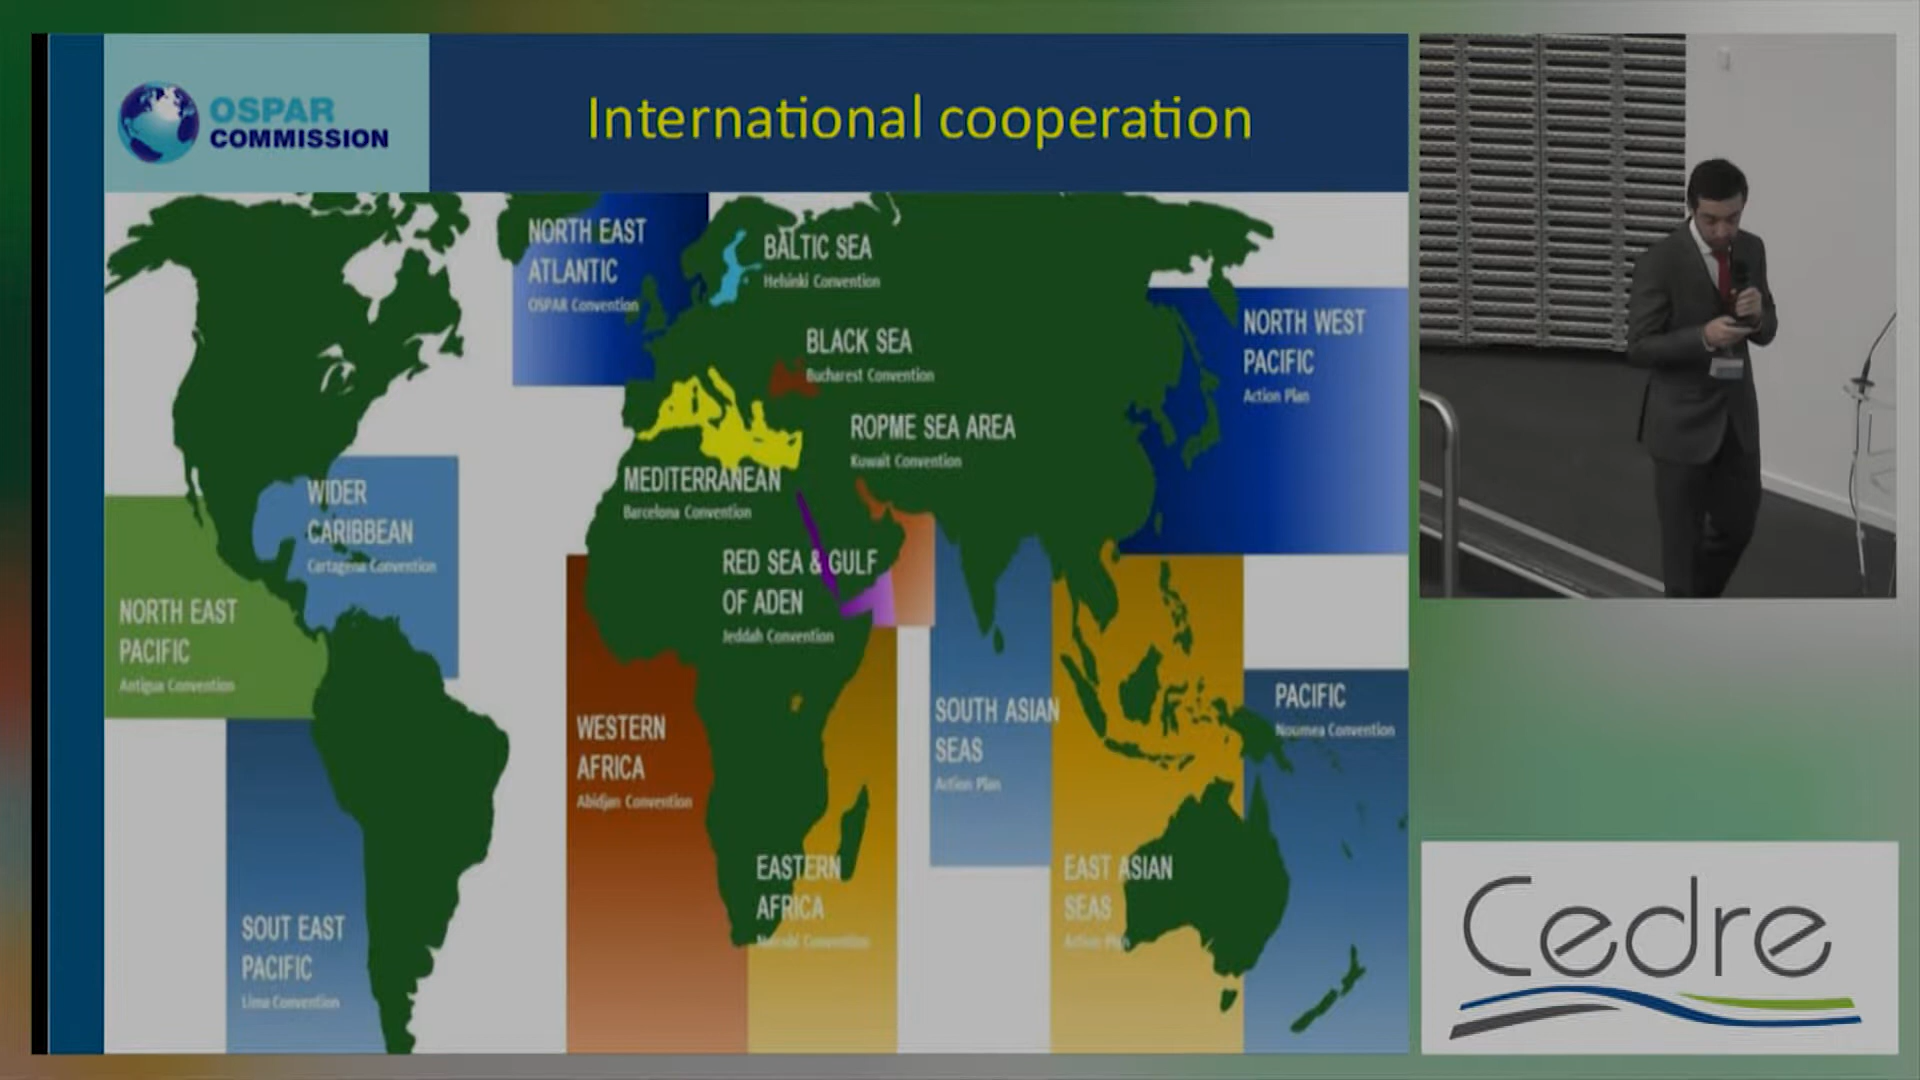 OSPAR
COMMISSION
International cooperation
NORTH EAST
ATLANTIC
OSPAR Convention
BALTIC SEA
Helsinki Convention
BLACK SEA
Bucharest Convention
NORTH WEST
PACIFIC
Action Plan
ROPME SEA AREA
Kuwait Convention
MEDITERRANEAN
Barcelona Convention
WIDER
CARIBBEAN
Cartagena Convention
RED SEA & GULF
OF ADEN
Jeddah Convention
NORTH EAST
PACIFIC
Antigua Convention
WESTERN
AFRICA
Abidjan Convention
SOUTH ASIAN
SEAS
Action Plan
PACIFIC
Noumea Convention
EASTERN
AFRICA
Nairobi Convention
EAST ASIAN
SEAS
Action Plan
SOUT EAST
PACIFIC
Lima Convention
Cedre